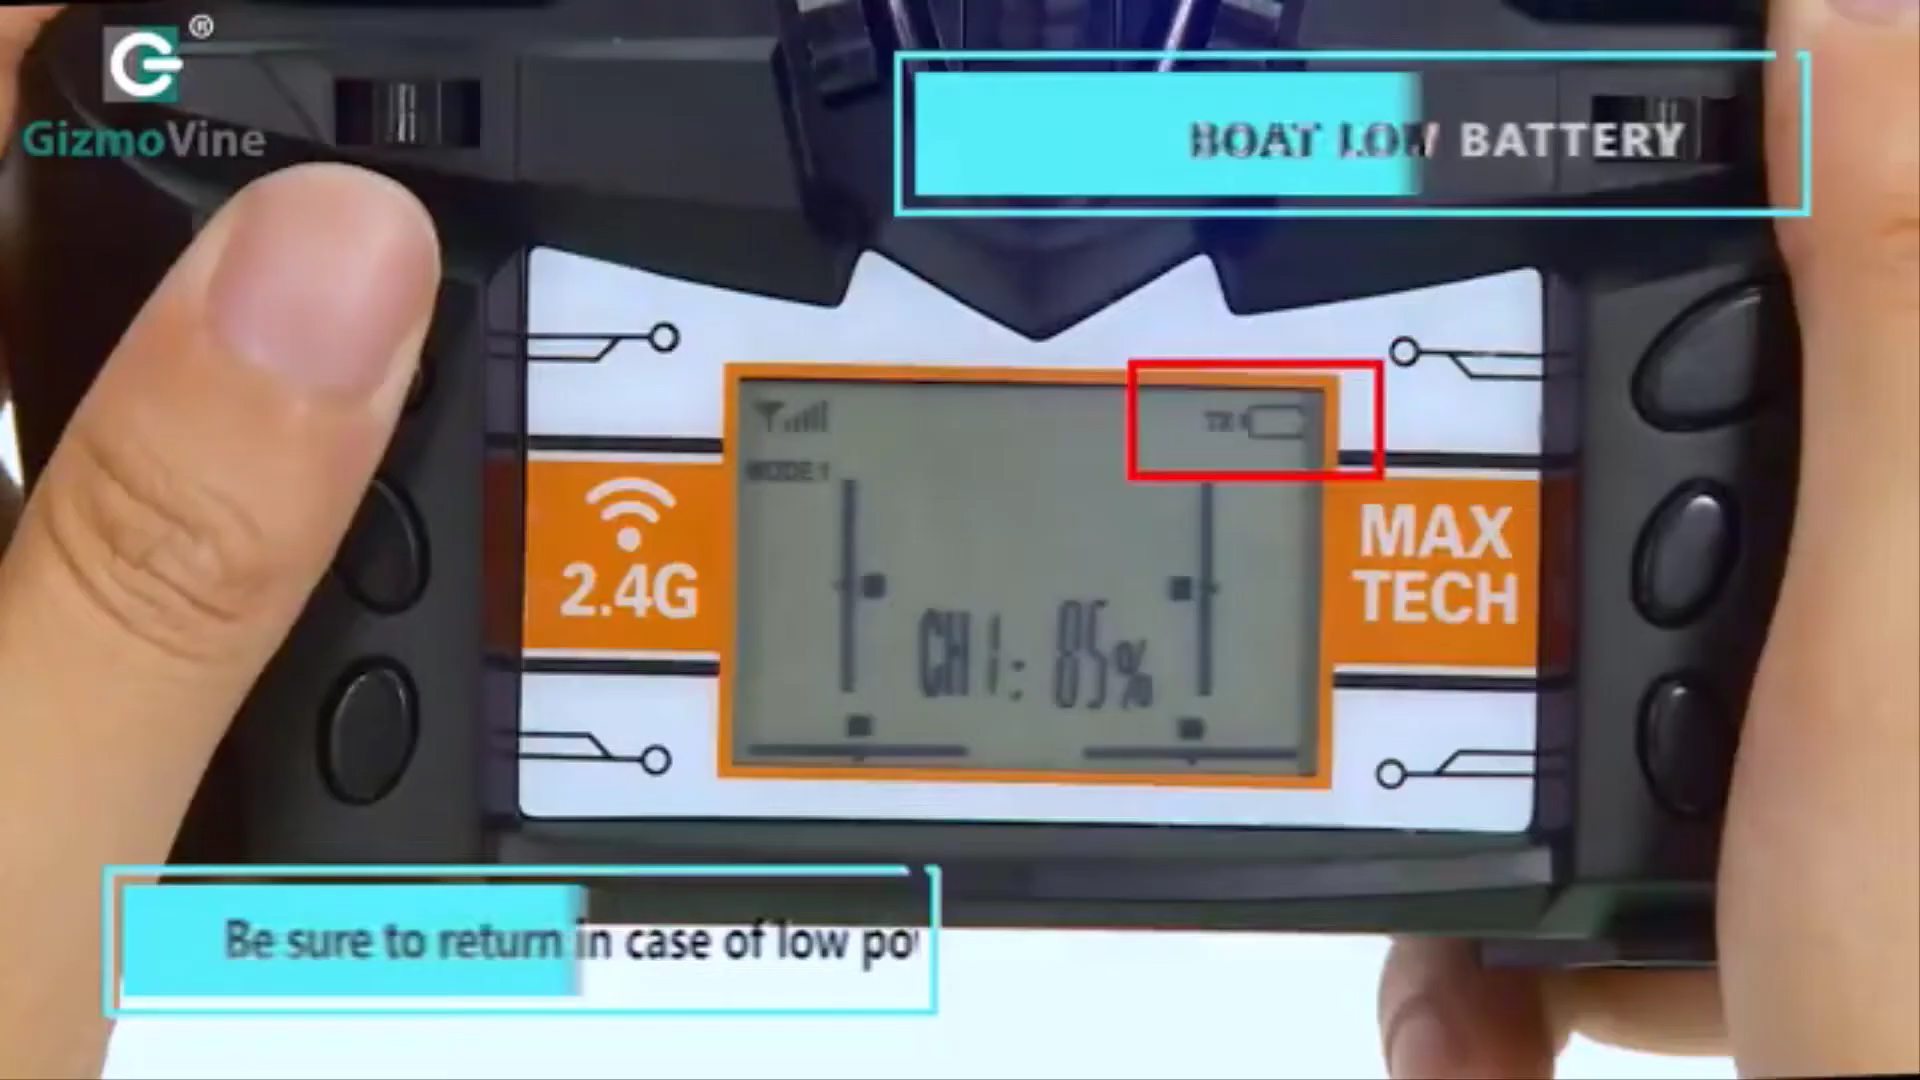 G®
GizmoVine
BOAT LOW BATTERY
MODE 1
2.4G
MAX
TECH
CH1: 85%
Be sure to return in case of low po